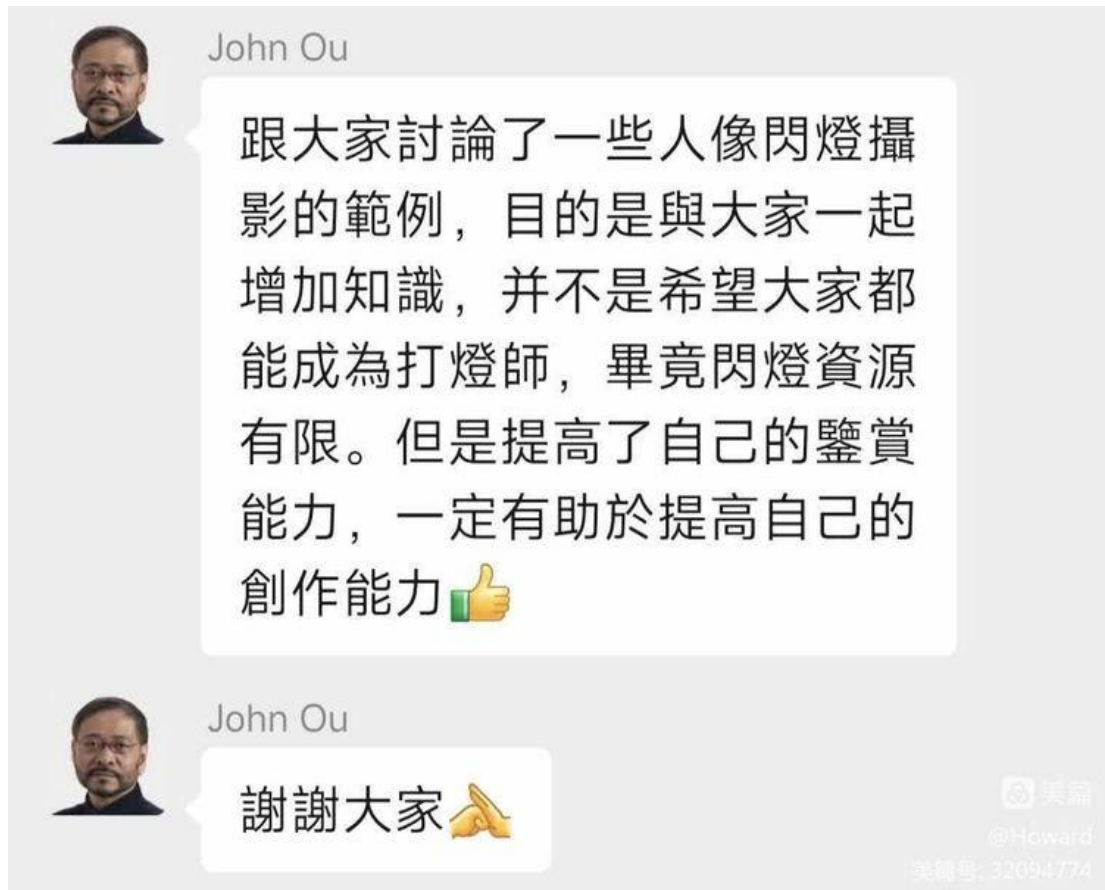 John Ou
跟大家討論了一些人像閃燈攝
影的範例，目的是與大家一起
增加知識，并不是希望大家都
能成為打燈師，畢竟閃燈資源
有限。但是提高了自己的鑒賞
能力，一定有助於提高自己的
創作能力👍
John Ou
謝謝大家
美篇
@Howard
美篇号: 32094774